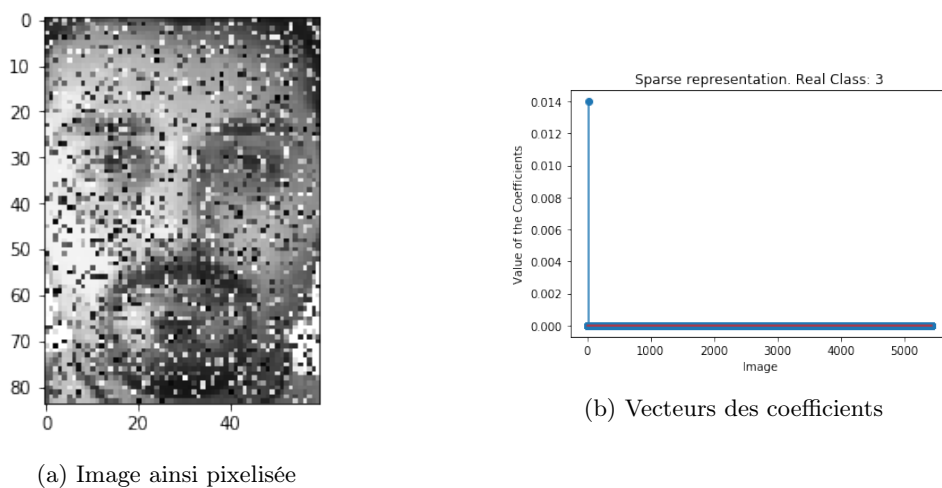 0
10
20
30
40
50
60
70
80
0 20 40
(a) Image ainsi pixelisée
Sparse representation. Real Class: 3
Value of the Coefficients
0.014
0.012
0.010
0.008
0.006
0.004
0.002
0.000
0 1000 2000 3000 4000 5000
Image
(b) Vecteurs des coefficients